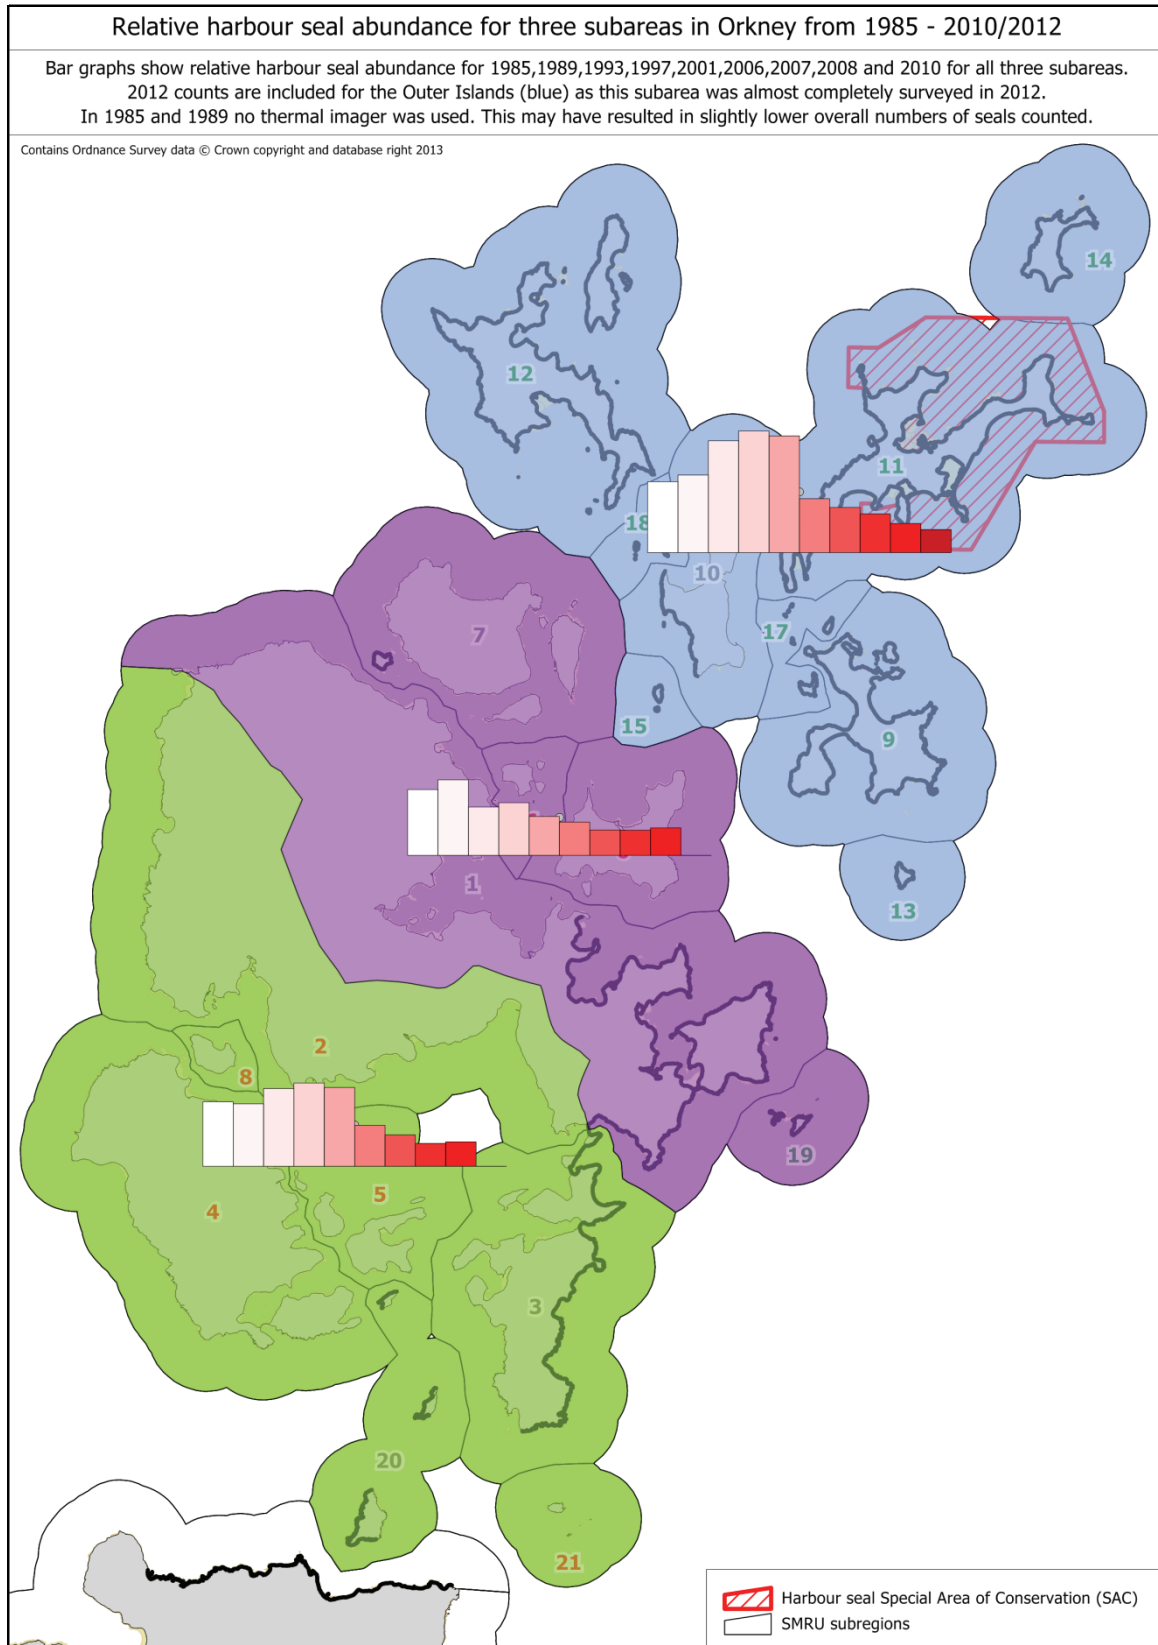 Relative harbour seal abundance for three subareas in Orkney from 1985 - 2010/2012
Bar graphs show relative harbour seal abundance for 1985,1989,1993,1997,2001,2006,2007,2008 and 2010 for all three subareas.
2012 counts are included for the Outer Islands (blue) as this subarea was almost completely surveyed in 2012.
In 1985 and 1989 no thermal imager was used. This may have resulted in slightly lower overall numbers of seals counted.
Contains Ordnance Survey data © Crown copyright and database right 2013
14
12
11
18
10
7
17
15
9
1
13
2
8
19
5
4
3
20
21
Harbour seal Special Area of Conservation (SAC)
SMRU subregions